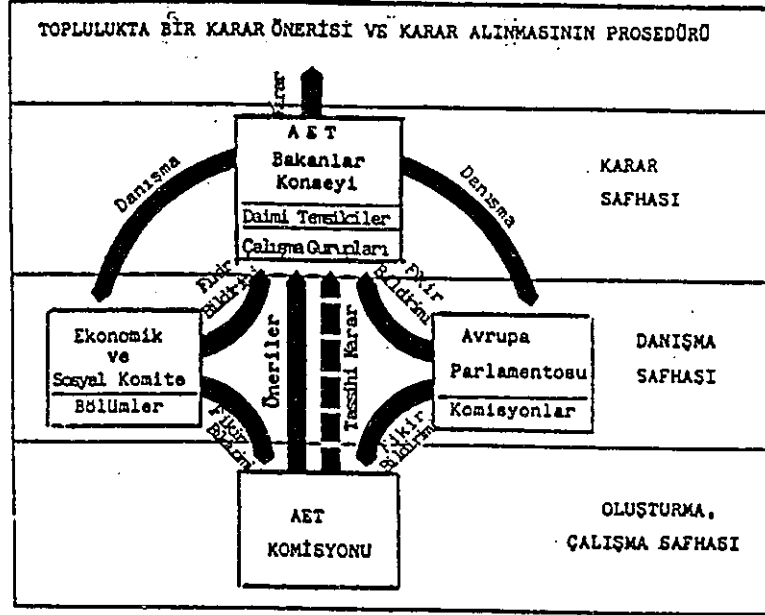 TOPLULUKTA BİR KARAR ÖNERİSİ VE KARAR ALINMASININ PROSEDÜRÜ
AET
Bakanlar
Konseyi
Daimi Temsilciler
Çalışma Gurupları
KARAR
SAFHASI
Danışma
Danışma
Fikir
Bildirimi
Fikir
Bildirimi
Ekonomik
ve
Sosyal Komite
Bölümler
Öneriler
Tassihi Karar
Avrupa
Parlamentosu
Komisyonlar
DANIŞMA
SAFHASI
Fikir
Bildirimi
Fikir
Bildirimi
AET
KOMİSYONU
OLUŞTURMA,
ÇALIŞMA SAFHASI